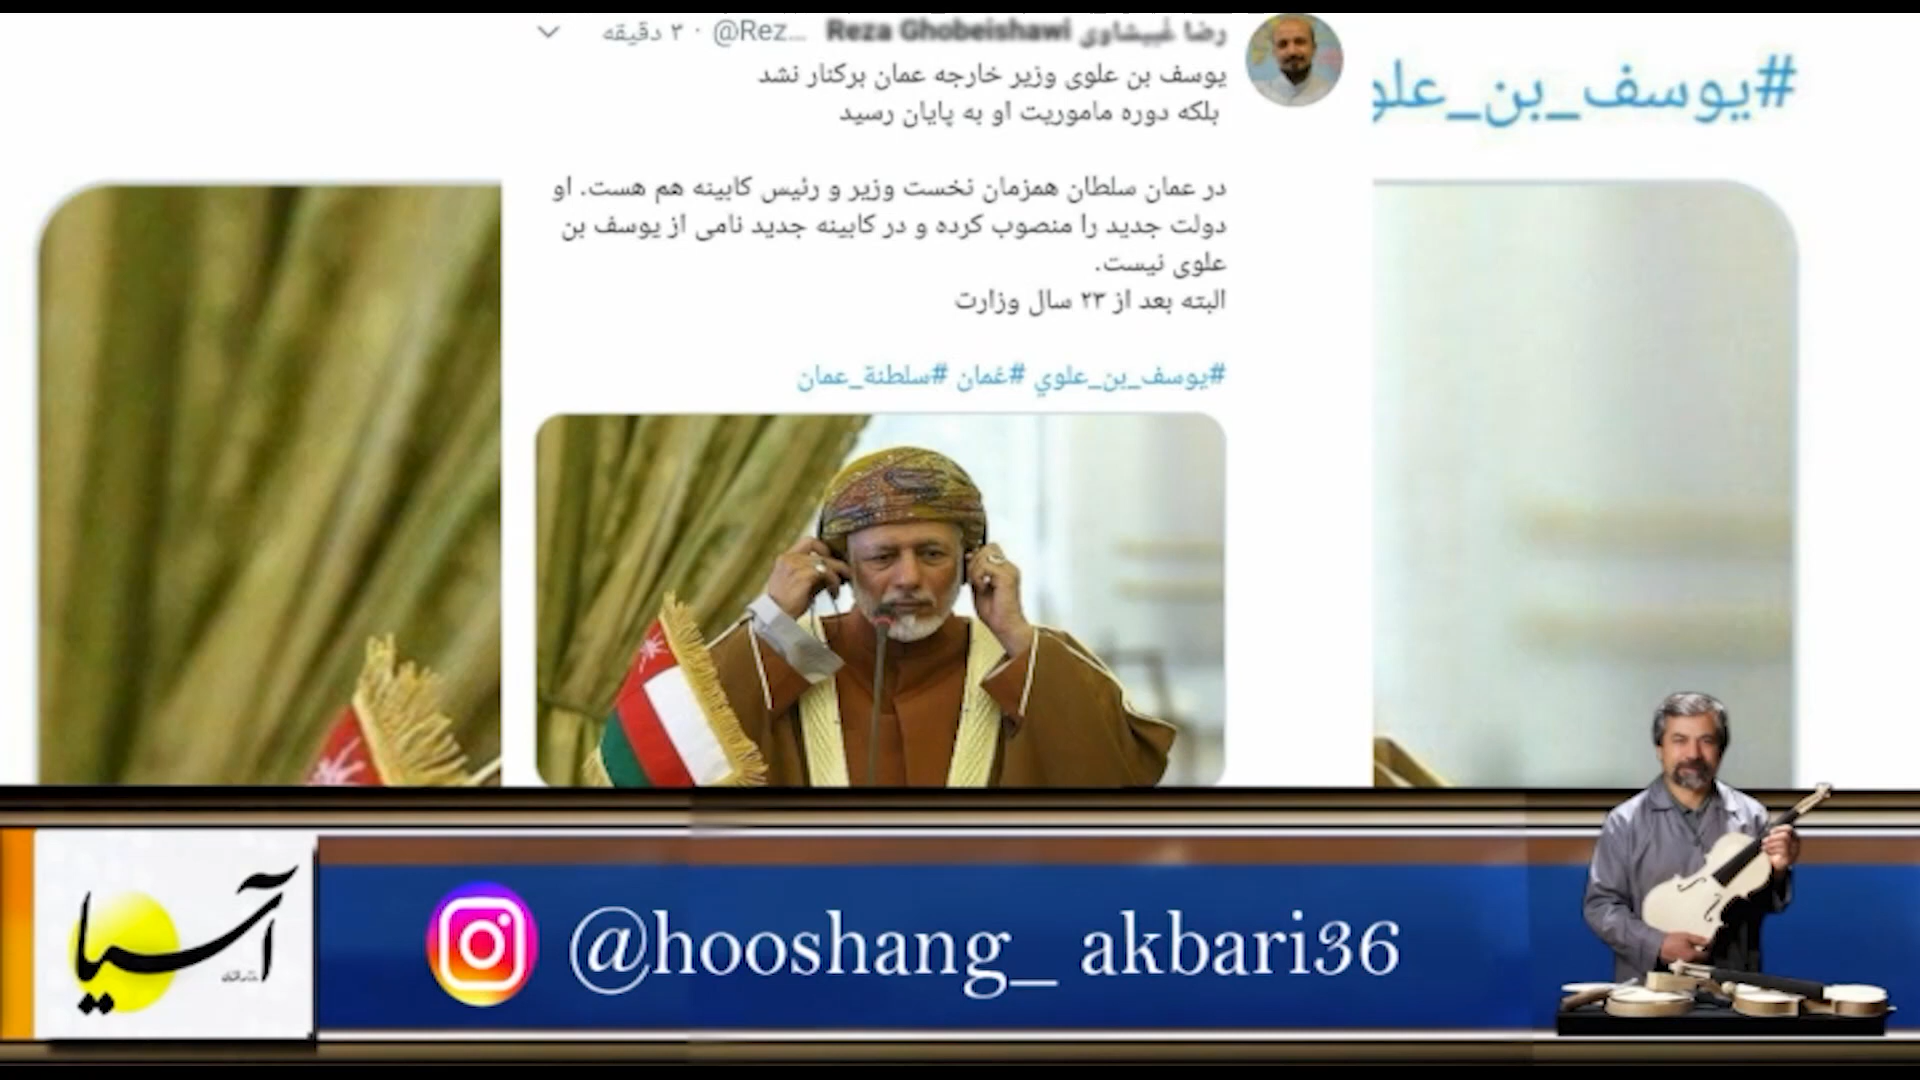 رضا غبیشاوی Reza Ghobeishawi @Rez... · ۳ دقیقه
یوسف بن علوی وزیر خارجه عمان برکنار نشد
بلکه دوره ماموریت او به پایان رسید
در عمان سلطان همزمان نخست وزیر و رئیس کابینه هم هست. او
دولت جدید را منصوب کرده و در کابینه جدید نامی از یوسف بن
علوی نیست.
البته بعد از ۲۳ سال وزارت
#یوسف_بن_علوي #عُمان #سلطنة_عمان
#یوسف_بن_علو
آسیا
@hooshang_ akbari36